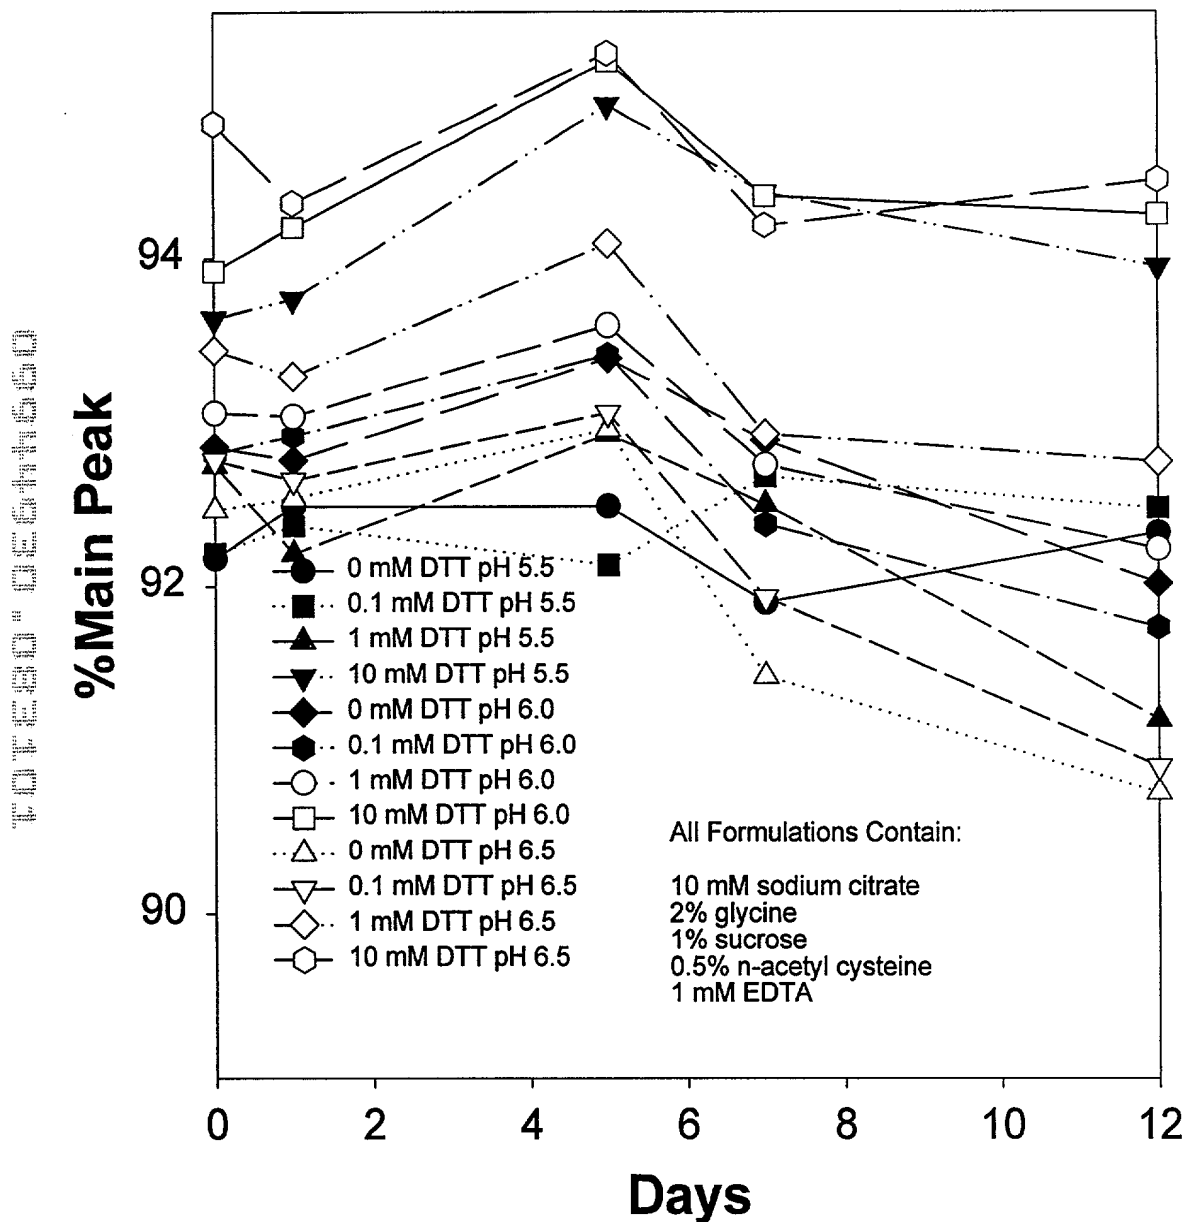 94
92
90
%Main Peak
0 mM DTT pH 5.5
0.1 mM DTT pH 5.5
1 mM DTT pH 5.5
10 mM DTT pH 5.5
0 mM DTT pH 6.0
0.1 mM DTT pH 6.0
1 mM DTT pH 6.0
10 mM DTT pH 6.0
0 mM DTT pH 6.5
0.1 mM DTT pH 6.5
1 mM DTT pH 6.5
10 mM DTT pH 6.5
All Formulations Contain:
10 mM sodium citrate
2% glycine
1% sucrose
0.5% n-acetyl cysteine
1 mM EDTA
0 2 4 6 8 10 12
Days